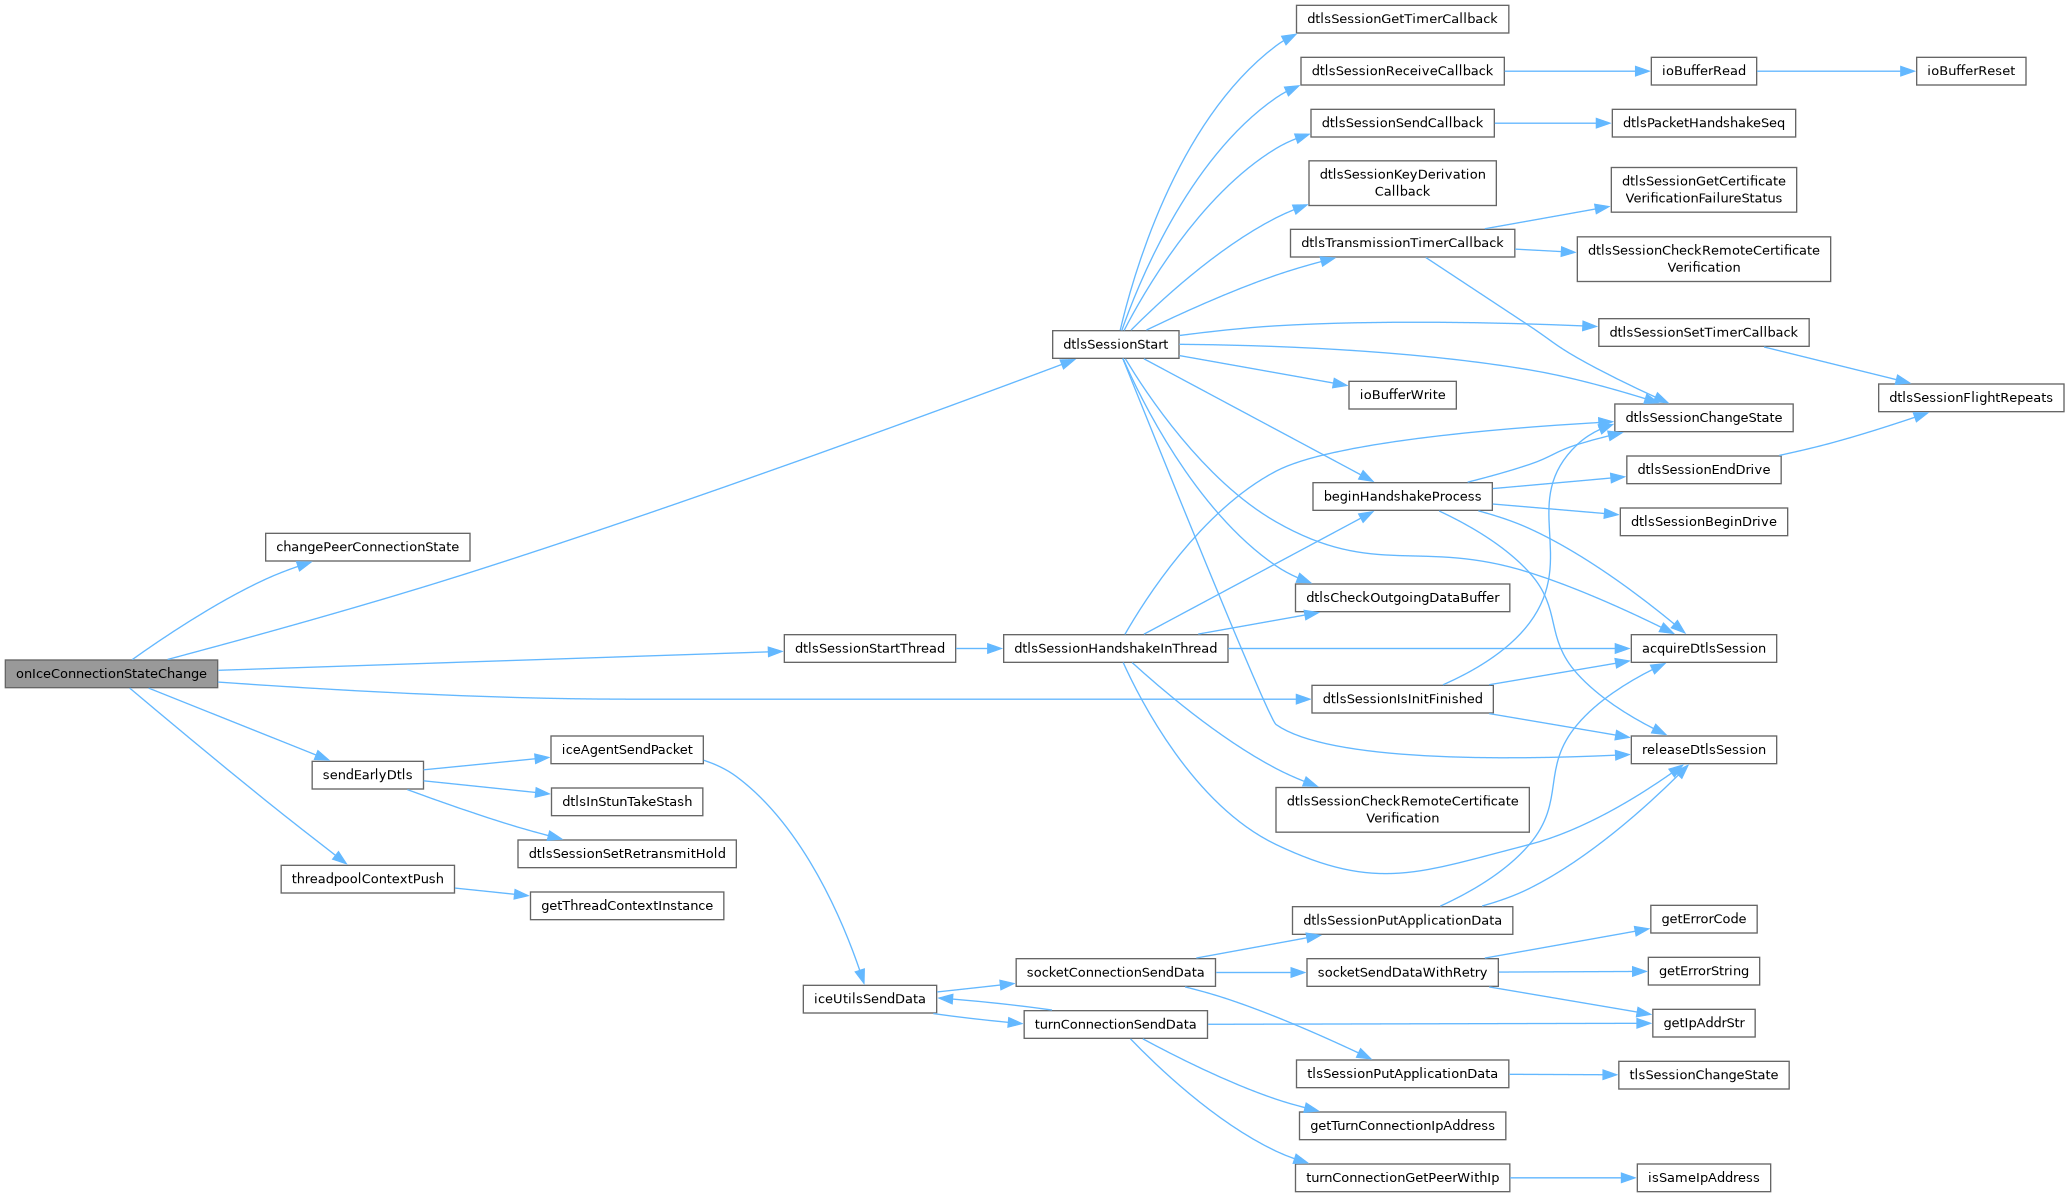 dtlsSessionGetTimerCallback
dtlsSessionReceiveCallback
ioBufferRead
ioBufferReset
dtlsSessionSendCallback
dtlsPacketHandshakeSeq
dtlsSessionKeyDerivation
Callback
dtlsSessionGetCertificate
VerificationFailureStatus
dtlsTransmissionTimerCallback
dtlsSessionCheckRemoteCertificate
Verification
dtlsSessionSetTimerCallback
dtlsSessionStart
ioBufferWrite
dtlsSessionFlightRepeats
dtlsSessionChangeState
dtlsSessionEndDrive
beginHandshakeProcess
dtlsSessionBeginDrive
changePeerConnectionState
dtlsCheckOutgoingDataBuffer
dtlsSessionStartThread
dtlsSessionHandshakeInThread
acquireDtlsSession
onIceConnectionStateChange
dtlsSessionIsInitFinished
iceAgentSendPacket
releaseDtlsSession
sendEarlyDtls
dtlsInStunTakeStash
dtlsSessionCheckRemoteCertificate
Verification
dtlsSessionSetRetransmitHold
threadpoolContextPush
getThreadContextInstance
dtlsSessionPutApplicationData
getErrorCode
socketConnectionSendData
socketSendDataWithRetry
getErrorString
iceUtilsSendData
turnConnectionSendData
getIpAddrStr
tlsSessionPutApplicationData
tlsSessionChangeState
getTurnConnectionIpAddress
turnConnectionGetPeerWithIp
isSameIpAddress